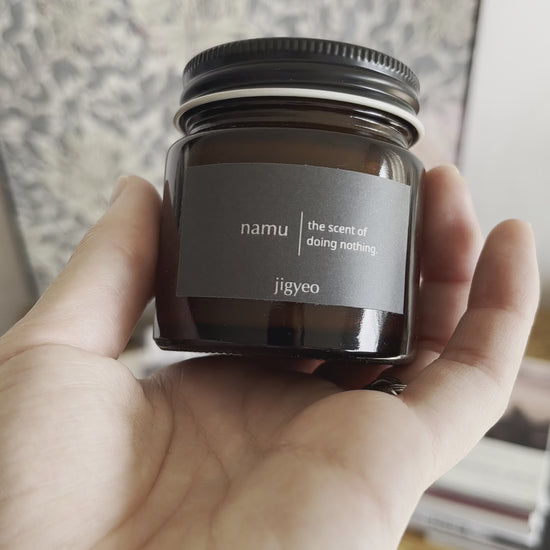 namu
the scent of
doing nothing.
jigyeo